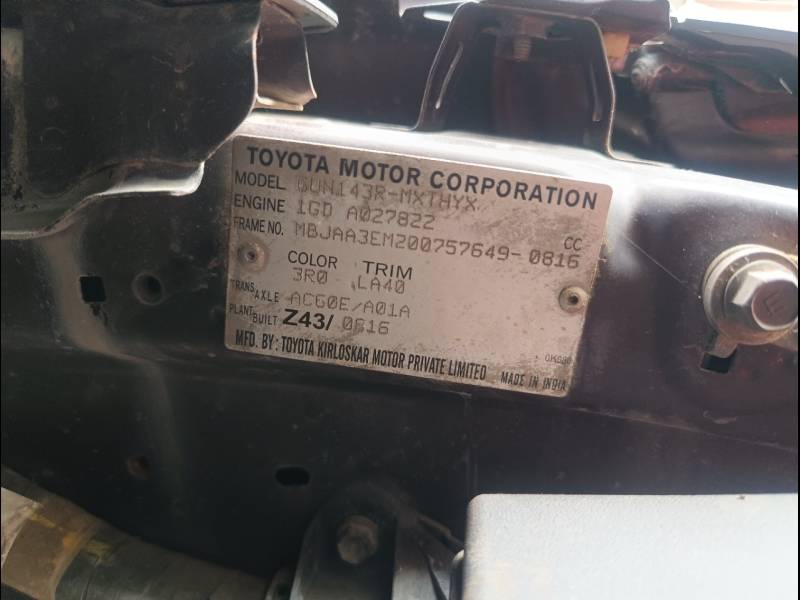 TOYOTA MOTOR CORPORATION
MODEL GUN143R-MXTHYX
ENGINE 1GD A027822 CC
FRAME NO. MBJAA3EM200757649-0816
COLOR TRIM
3R0 LA40
TRANS AXLE AC60E/A01A
PLANT BUILT Z43/ 0816
MFD. BY : TOYOTA KIRLOSKAR MOTOR PRIVATE LIMITED
MADE IN INDIA